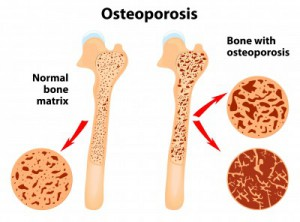 Osteoporosis
Normal
bone
matrix
Bone with
osteoporosis